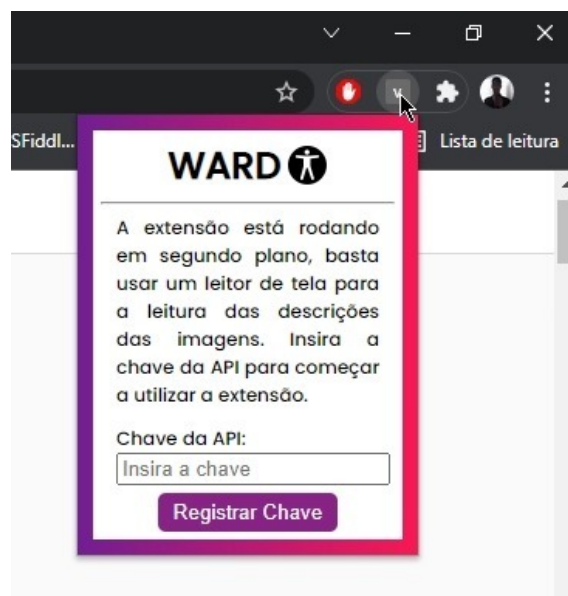 SFiddl...
Lista de leitura
WARD
A extensão está rodando
em segundo plano, basta
usar um leitor de tela para
a leitura das descrições
das imagens. Insira a
chave da API para começar
a utilizar a extensão.
Chave da API:
Insira a chave
Registrar Chave